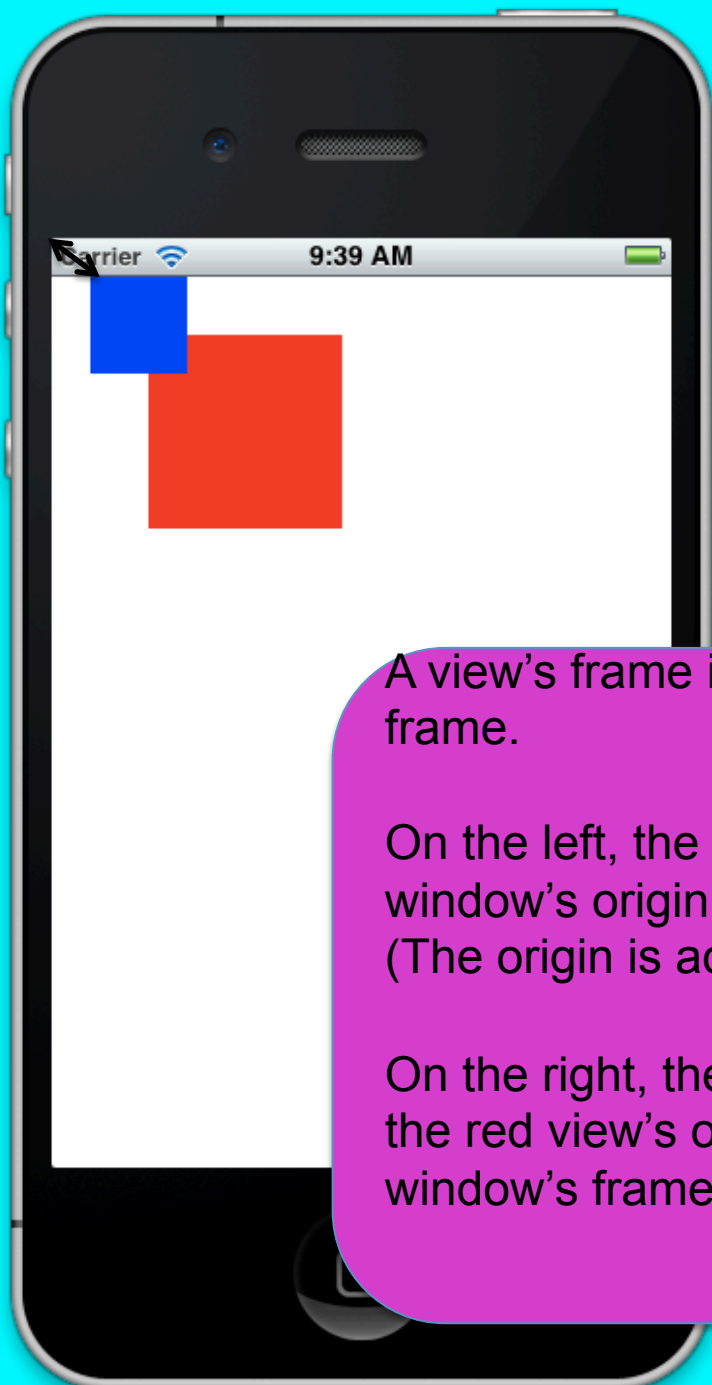 Carrier 9:39 AM
A view’s frame i
frame.
On the left, the
window’s origin
(The origin is ac
On the right, the
the red view’s o
window’s frame